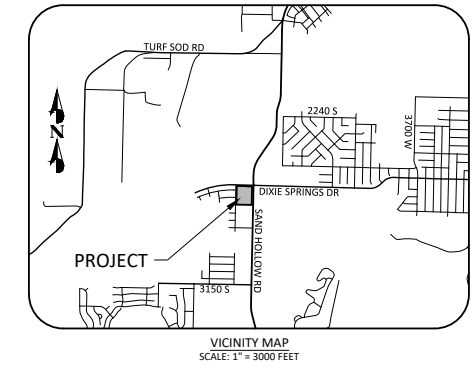 TURF SOD RD
2240 S
3700 W
N
DIXIE SPRINGS DR
SAND HOLLOW RD
PROJECT
3150 S
VICINITY MAP
SCALE: 1" = 3000 FEET